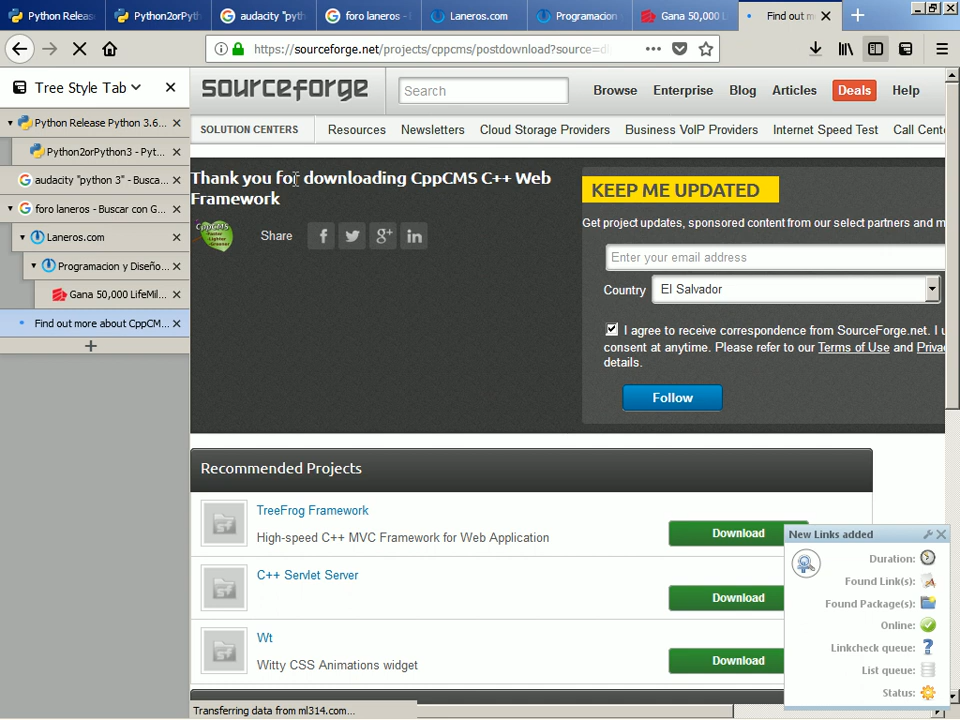 Python Releas
Python2orPyth
audacity "pyth
foro laneros -
Laneros.com
Programacion
Gana 50,000 L
Find out m
https://sourceforge.net/projects/cppcms/postdownload?source=dl
Tree Style Tab
Python Release Python 3.6...
Python2orPython3 - Pyt...
audacity "python 3" - Busca...
foro laneros - Buscar con G...
Laneros.com
Programacion y Diseño...
Gana 50,000 LifeMil...
Find out more about CppCM...
sourceforge
Search
Browse
Enterprise
Blog
Articles
Deals
Help
SOLUTION CENTERS
Resources
Newsletters
Cloud Storage Providers
Business VoIP Providers
Internet Speed Test
Call Cente
Thank you for downloading CppCMS C++ Web
Framework
CppCMS
Share
KEEP ME UPDATED
Get project updates, sponsored content from our select partners and m
Enter your email address
Country
El Salvador
I agree to receive correspondence from SourceForge.net. I u
consent at anytime. Please refer to our Terms of Use and Privac
details.
Follow
Recommended Projects
TreeFrog Framework
High-speed C++ MVC Framework for Web Application
Download
C++ Servlet Server
Download
Wt
Witty CSS Animations widget
Download
New Links added
Duration:
Found Link(s):
Found Package(s):
Online:
Linkcheck queue:
List queue:
Status:
Transferring data from ml314.com...